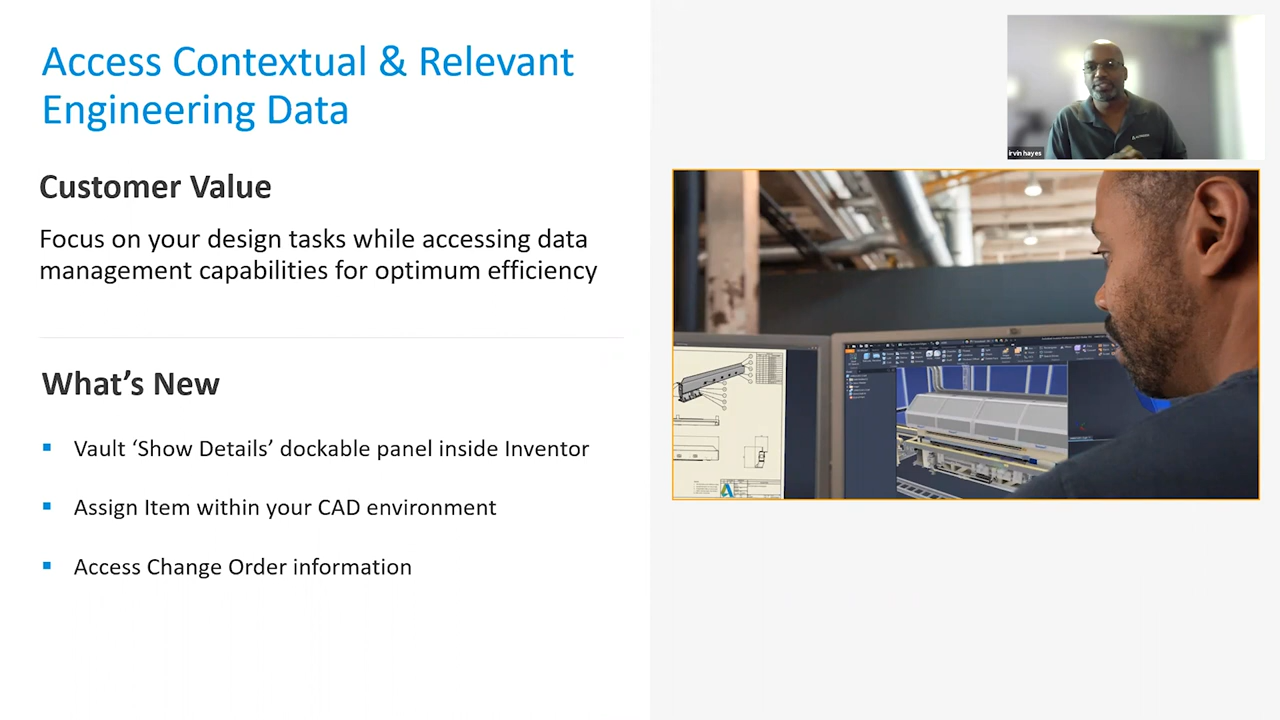 Access Contextual & Relevant
Engineering Data
Customer Value
Focus on your design tasks while accessing data
management capabilities for optimum efficiency
What’s New
Vault ‘Show Details’ dockable panel inside Inventor
Assign Item within your CAD environment
Access Change Order information
irvin hayes
AUTODESK